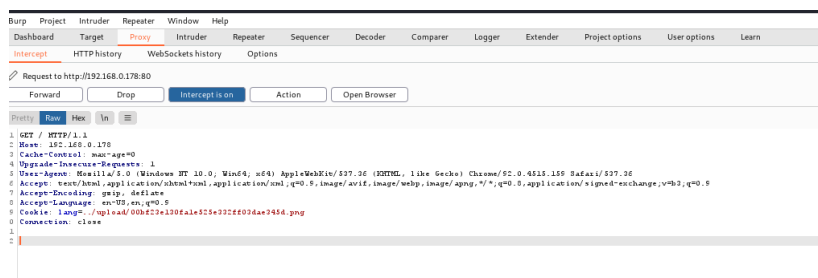 Burp Project Intruder Repeater Window Help
Dashboard Target Proxy Intruder Repeater Sequencer Decoder Comparer Logger Extender Project options User options Learn
Intercept HTTP history WebSockets history Options
Request to http://192.168.0.178:80
Forward Drop Intercept is on Action Open Browser
Pretty Raw Hex \n ≡
1 GET / HTTP/1.1
2 Host: 192.168.0.178
3 Cache-Control: max-age=0
4 Upgrade-Insecure-Requests: 1
5 User-Agent: Mozilla/5.0 (Windows NT 10.0; Win64; x64) AppleWebKit/537.36 (KHTML, like Gecko) Chrome/92.0.4515.159 Safari/537.36
6 Accept: text/html,application/xhtml+xml,application/xml;q=0.9,image/avif,image/webp,image/apng,*/*;q=0.8,application/signed-exchange;v=b3;q=0.9
7 Accept-Encoding: gzip, deflate
8 Accept-Language: en-US,en;q=0.9
9 Cookie: lang=../upload/00bf23e130fa1e525e332ff03dae345d.png
0 Connection: close
1
2